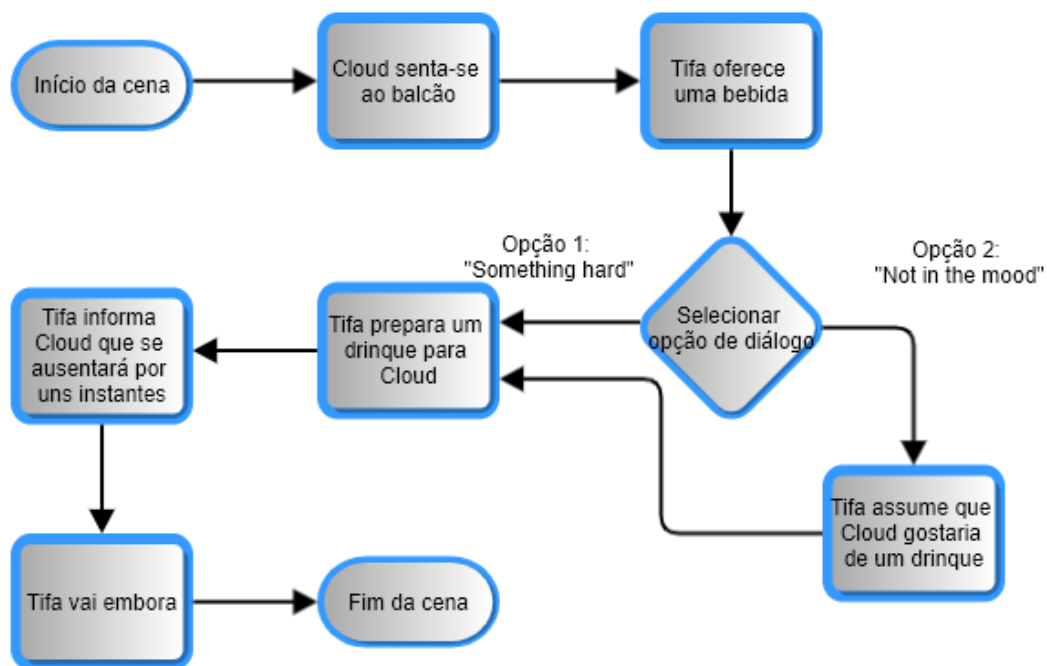 Início da cena
Cloud senta-se
ao balcão
Tifa oferece
uma bebida
Opção 1:
"Something hard"
Opção 2:
"Not in the mood"
Selecionar
opção de diálogo
Tifa prepara um
drinque para
Cloud
Tifa informa
Cloud que se
ausentará por
uns instantes
Tifa assume que
Cloud gostaria
de um drinque
Tifa vai embora
Fim da cena